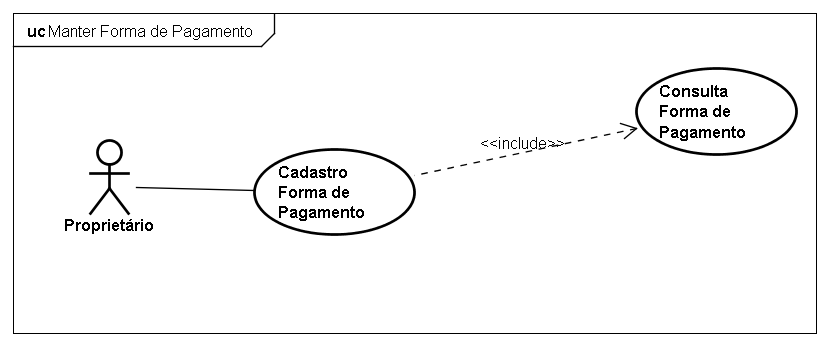 uc Manter Forma de Pagamento
Consulta
Forma de
Pagamento
<<include>>
Cadastro
Forma de
Pagamento
Proprietário